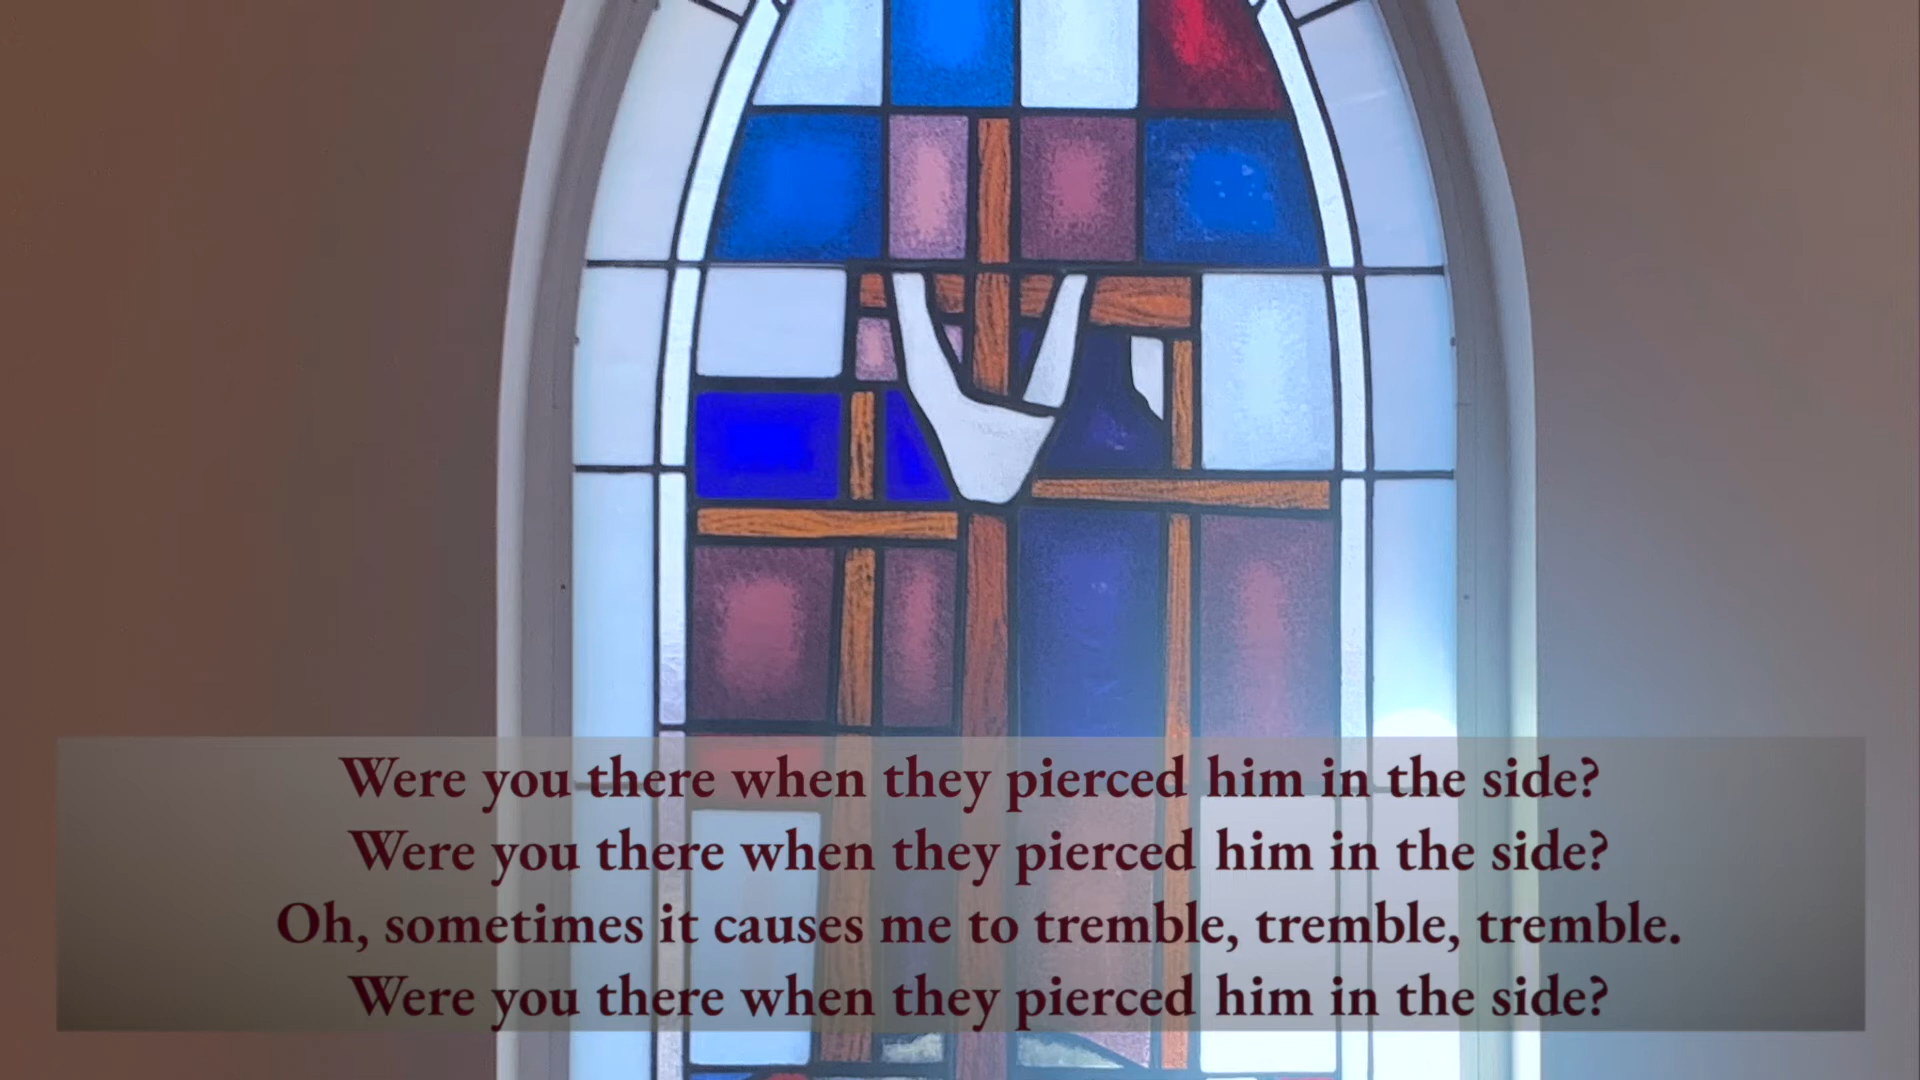 Were you there when they pierced him in the side?
Were you there when they pierced him in the side?
Oh, sometimes it causes me to tremble, tremble, tremble.
Were you there when they pierced him in the side?